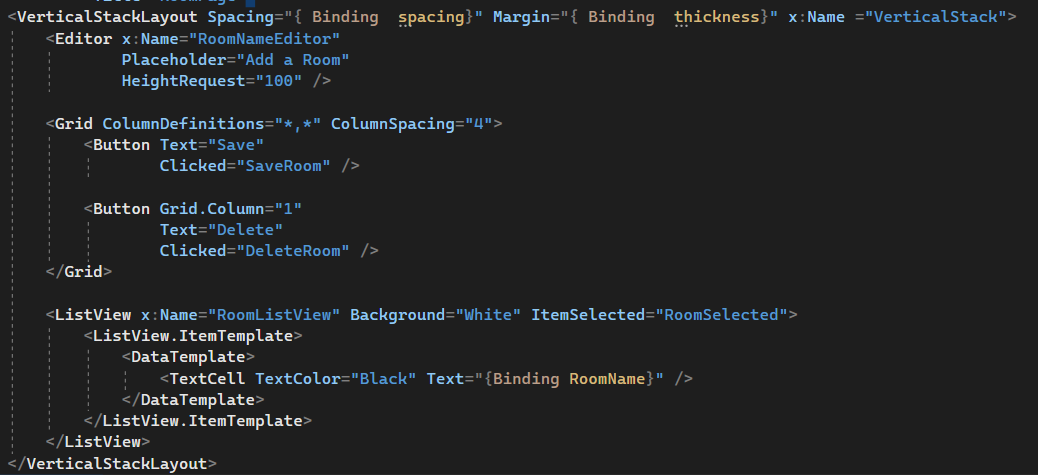 <VerticalStackLayout Spacing="{ Binding  spacing}" Margin="{ Binding  thickness}" x:Name ="VerticalStack">
    <Editor x:Name="RoomNameEditor"
            Placeholder="Add a Room"
            HeightRequest="100" />
    <Grid ColumnDefinitions="*,*" ColumnSpacing="4">
        <Button Text="Save"
                Clicked="SaveRoom" />
        <Button Grid.Column="1"
                Text="Delete"
                Clicked="DeleteRoom" />
    </Grid>
    <ListView x:Name="RoomListView" Background="White" ItemSelected="RoomSelected">
        <ListView.ItemTemplate>
            <DataTemplate>
                <TextCell TextColor="Black" Text="{Binding RoomName}" />
            </DataTemplate>
        </ListView.ItemTemplate>
    </ListView>
</VerticalStackLayout>